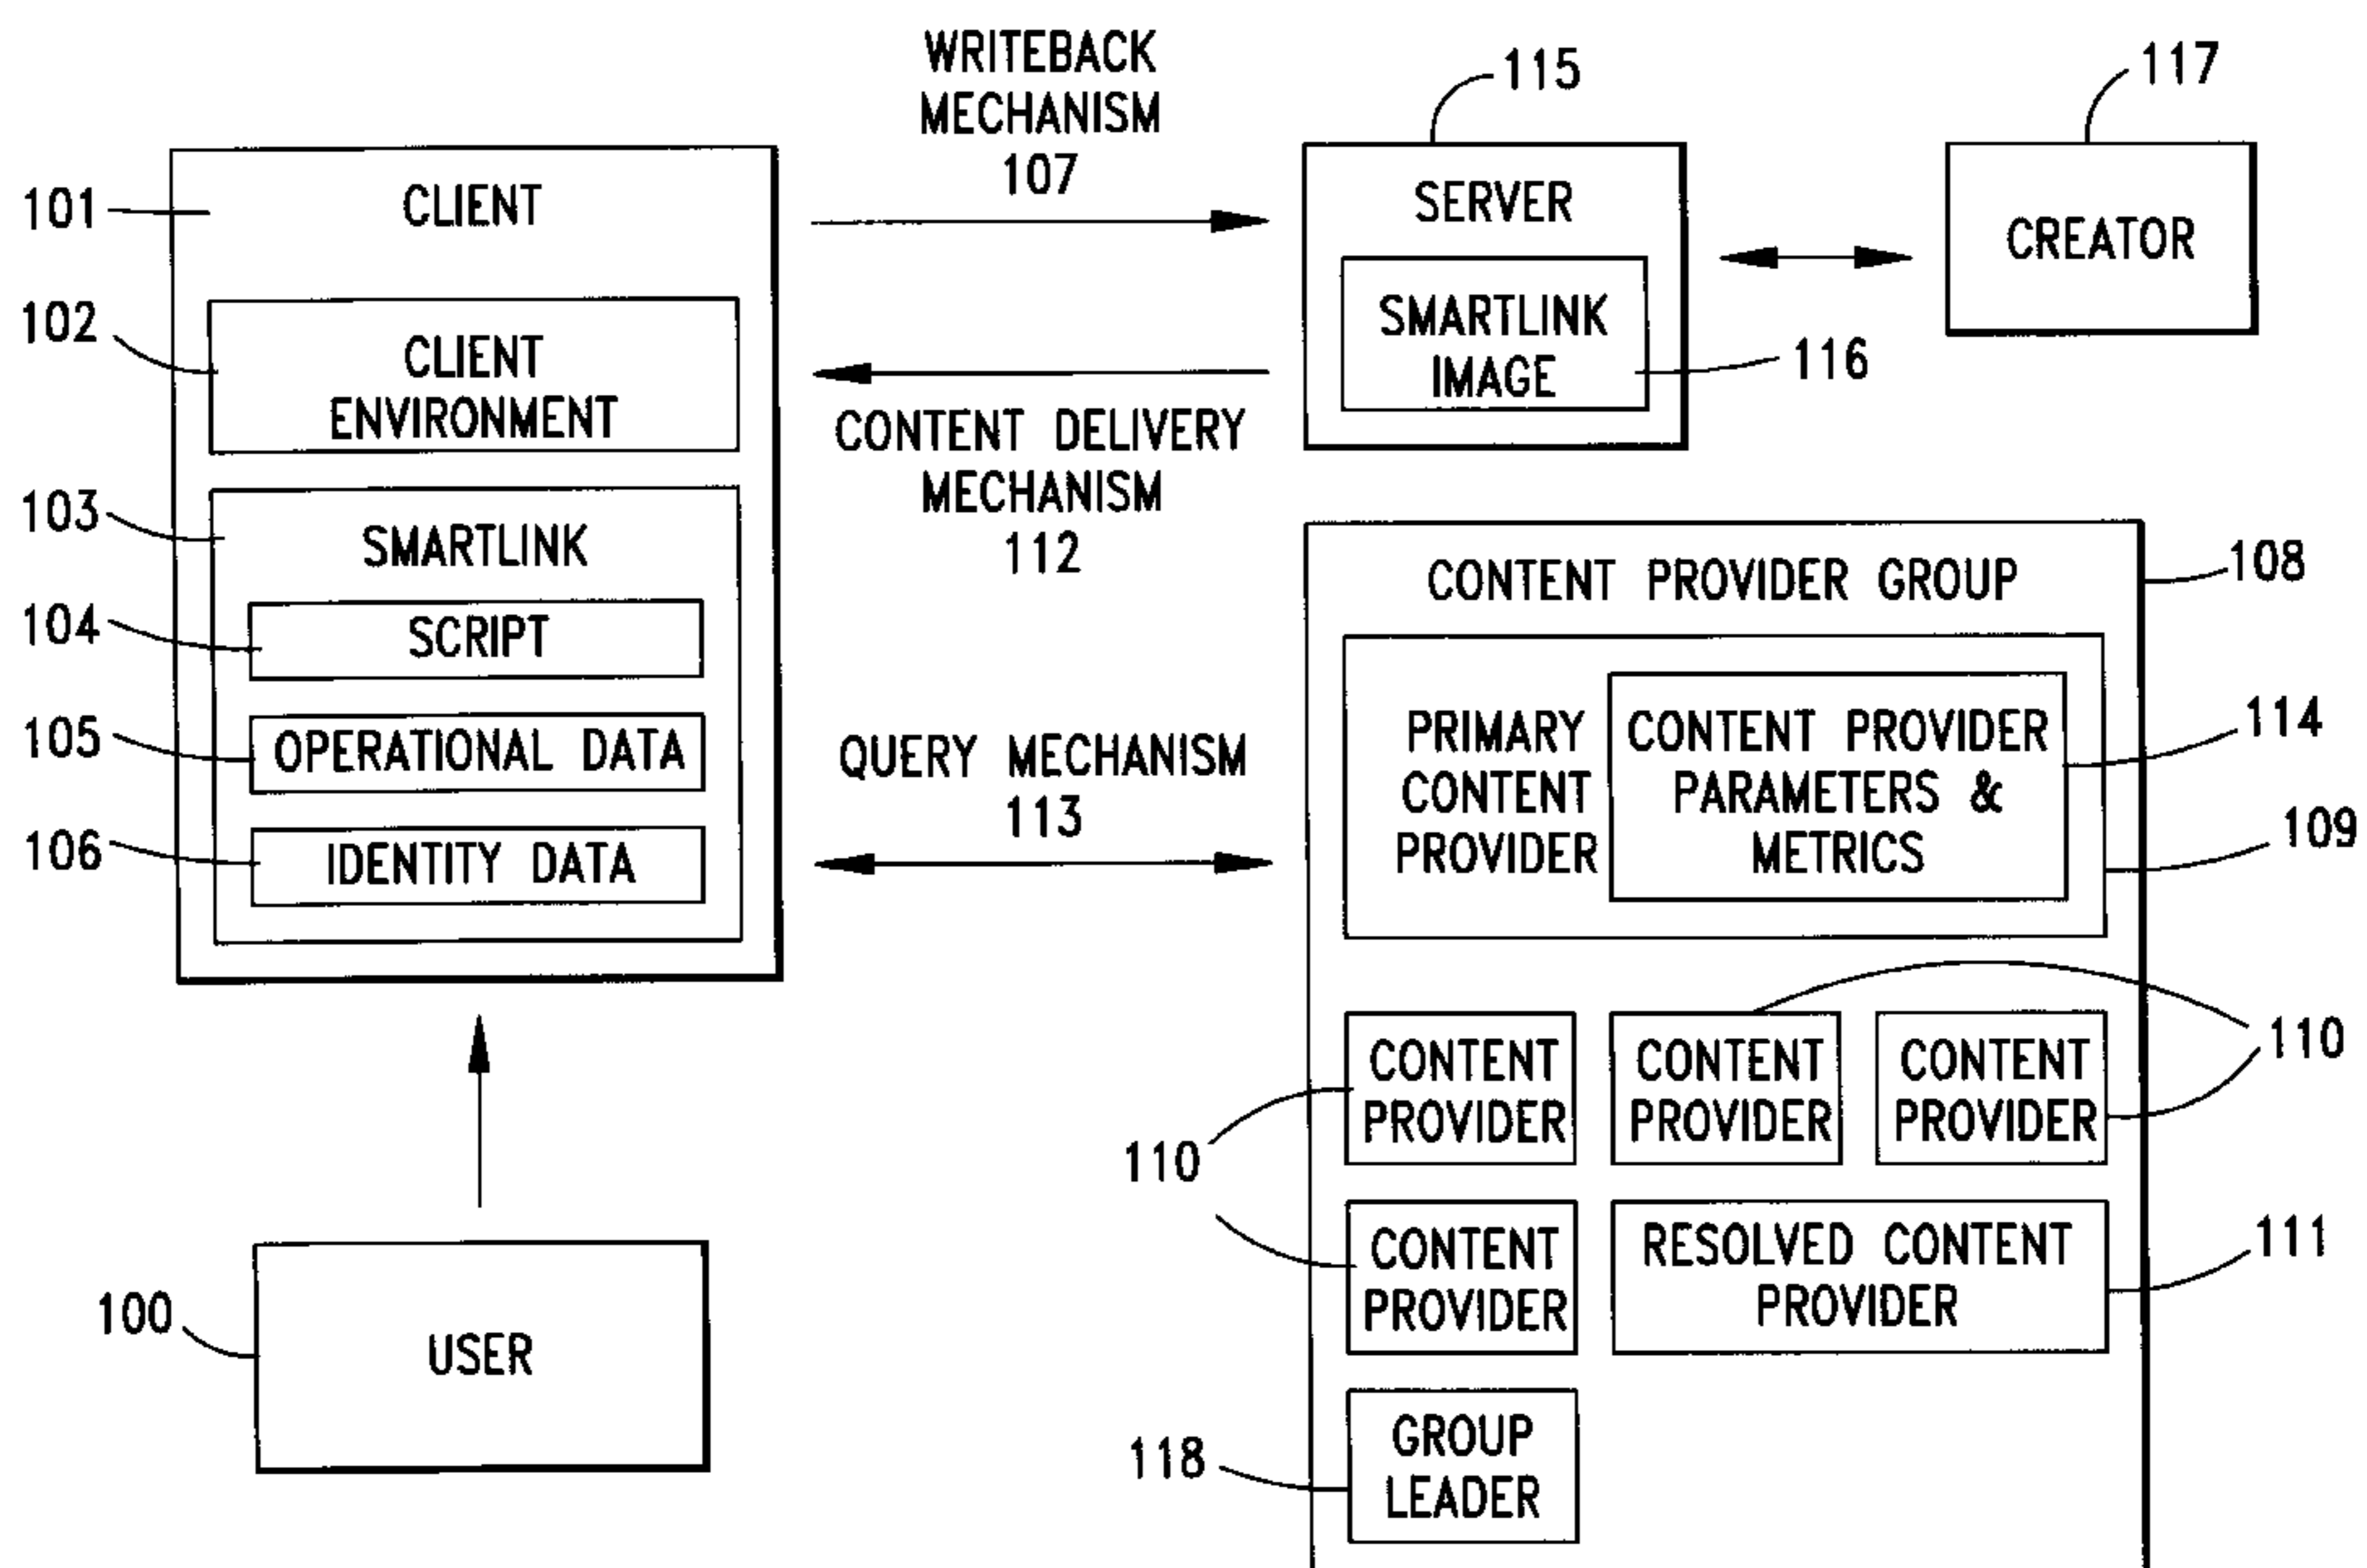 WRITEBACK
MECHANISM
107
115
117
101
CLIENT
SERVER
CREATOR
102
CLIENT
ENVIRONMENT
SMARTLINK
IMAGE
116
CONTENT DELIVERY
MECHANISM
112
103
SMARTLINK
104
SCRIPT
105
OPERATIONAL DATA
106
IDENTITY DATA
QUERY MECHANISM
113
CONTENT PROVIDER GROUP
108
PRIMARY
CONTENT
PROVIDER
CONTENT PROVIDER
PARAMETERS &
METRICS
114
109
CONTENT
PROVIDER
CONTENT
PROVIDER
CONTENT
PROVIDER
110
110
CONTENT
PROVIDER
RESOLVED CONTENT
PROVIDER
111
100
USER
118
GROUP
LEADER